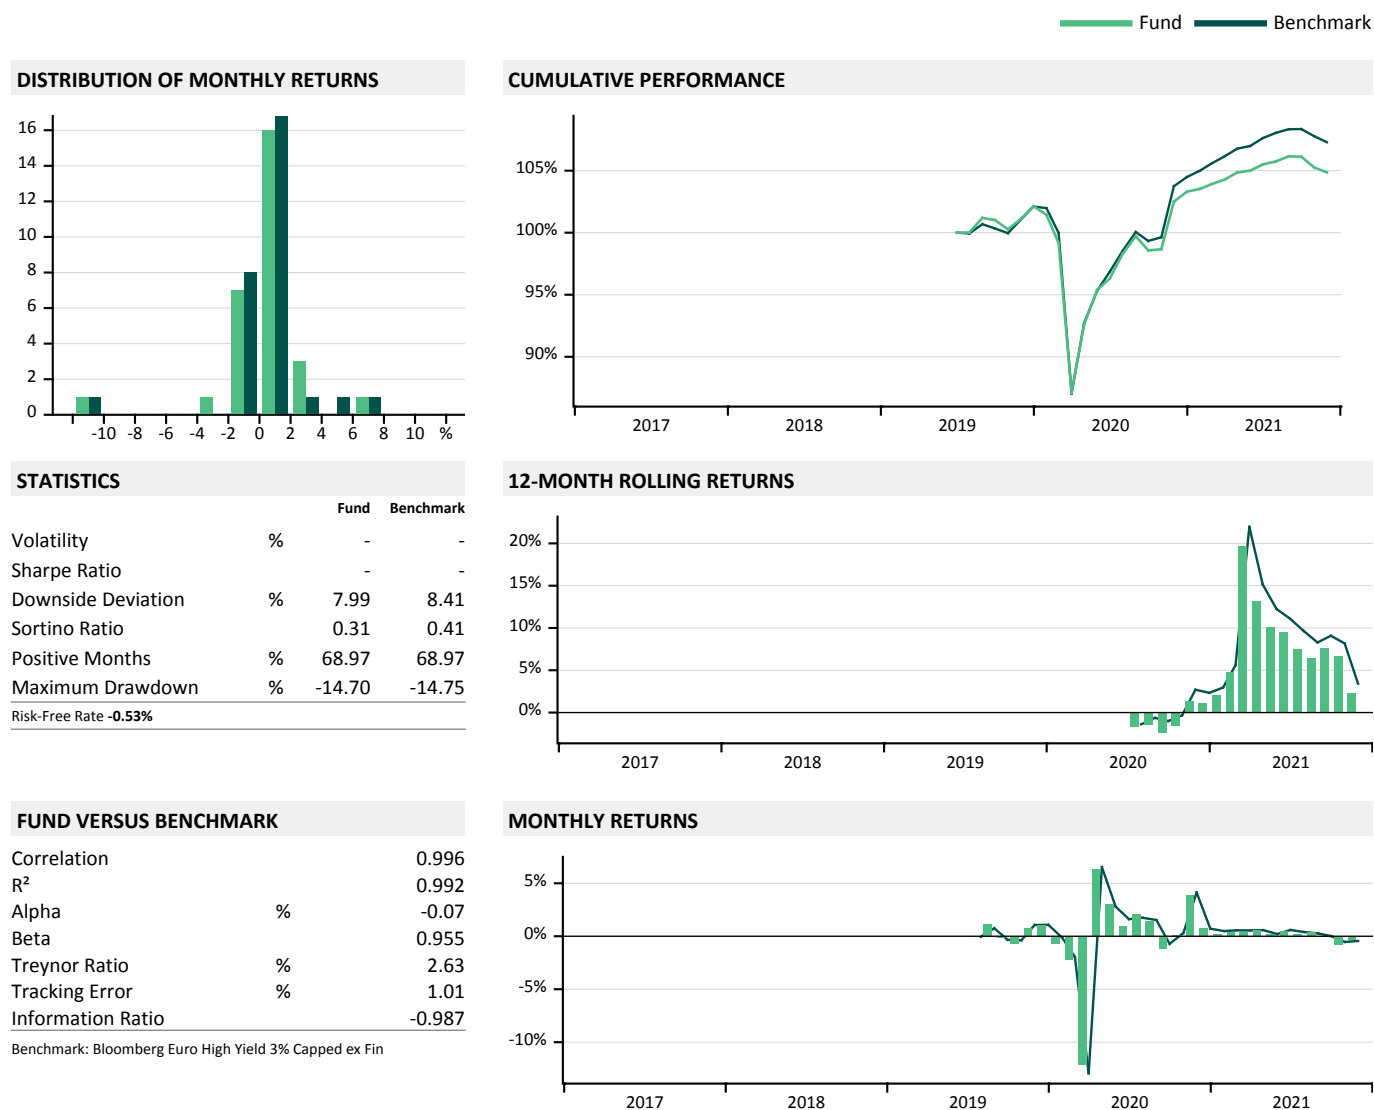 Fund Benchmark
DISTRIBUTION OF MONTHLY RETURNS
16
14
12
10
8
6
4
2
0
-10 -8 -6 -4 -2 0 2 4 6 8 10 %
CUMULATIVE PERFORMANCE
105%
100%
95%
90%
2017 2018 2019 2020 2021
STATISTICS
Fund Benchmark
Volatility % - -
Sharpe Ratio - -
Downside Deviation % 7.99 8.41
Sortino Ratio 0.31 0.41
Positive Months % 68.97 68.97
Maximum Drawdown % -14.70 -14.75
Risk-Free Rate -0.53%
12-MONTH ROLLING RETURNS
20%
15%
10%
5%
0%
2017 2018 2019 2020 2021
FUND VERSUS BENCHMARK
Correlation 0.996
R² 0.992
Alpha % -0.07
Beta 0.955
Treynor Ratio % 2.63
Tracking Error % 1.01
Information Ratio -0.987
Benchmark: Bloomberg Euro High Yield 3% Capped ex Fin
MONTHLY RETURNS
5%
0%
-5%
-10%
2017 2018 2019 2020 2021